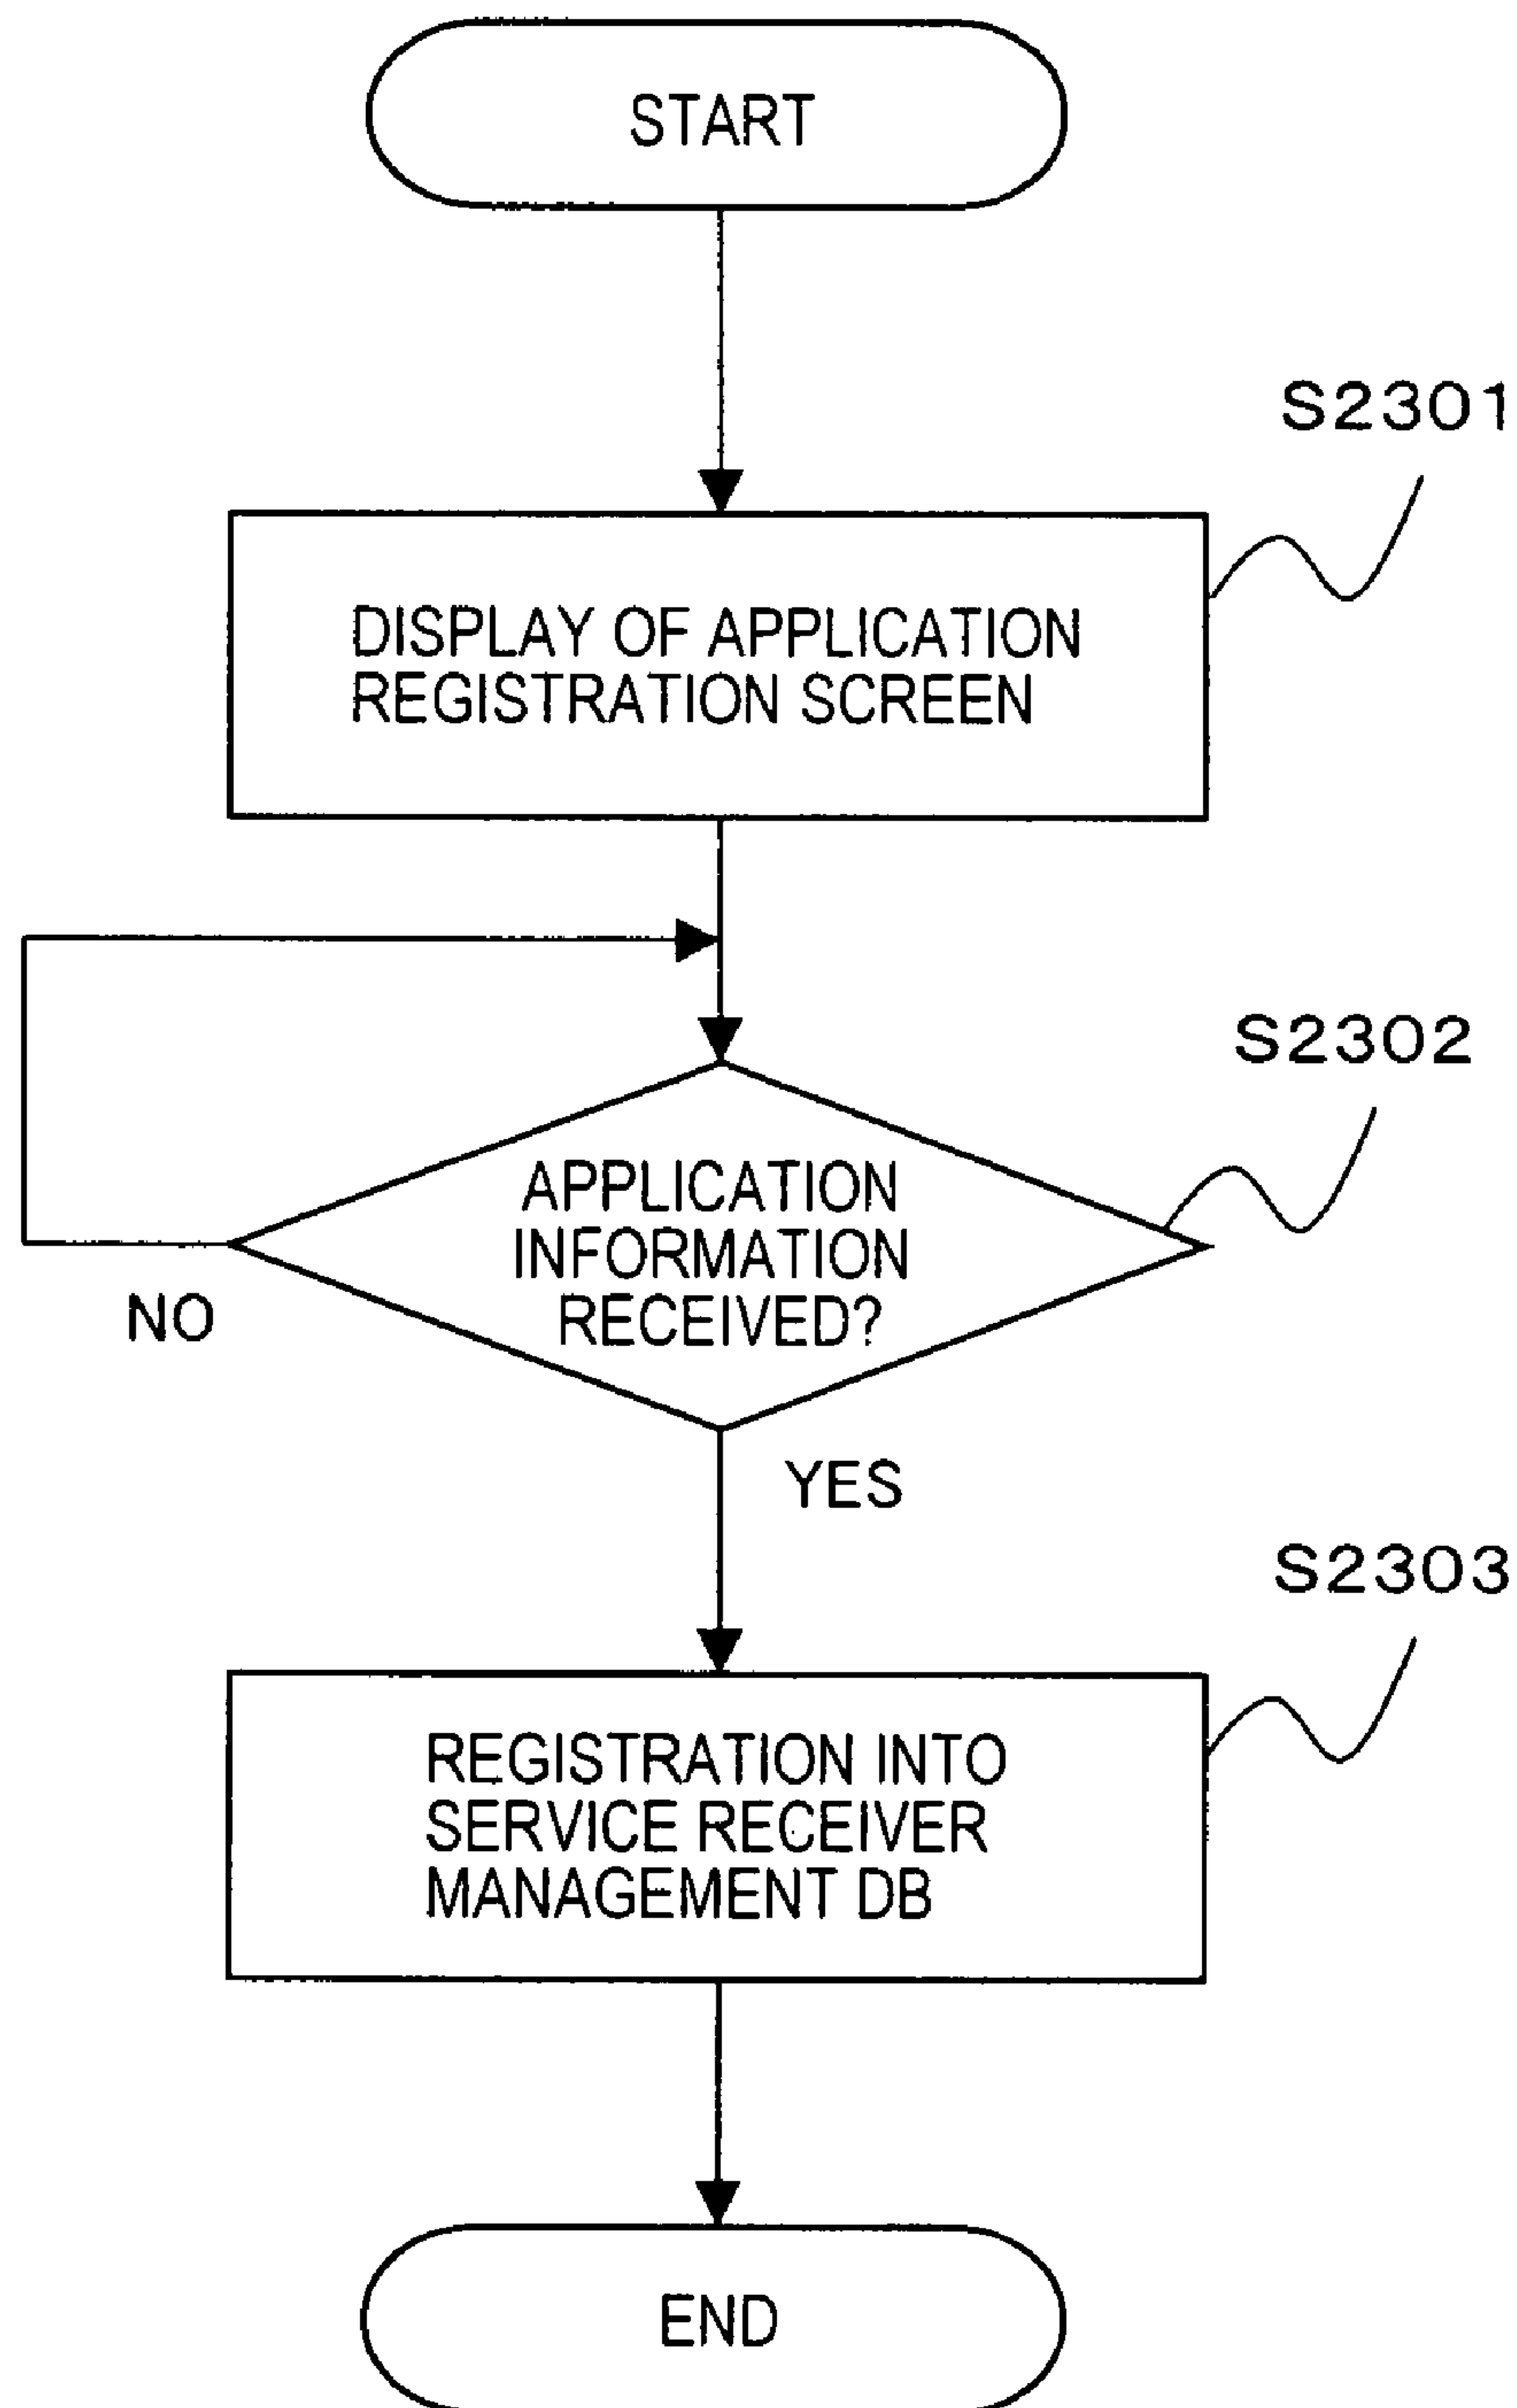 START
S2301
DISPLAY OF APPLICATION
REGISTRATION SCREEN
S2302
APPLICATION
INFORMATION
RECEIVED?
NO
YES
S2303
REGISTRATION INTO
SERVICE RECEIVER
MANAGEMENT DB
END